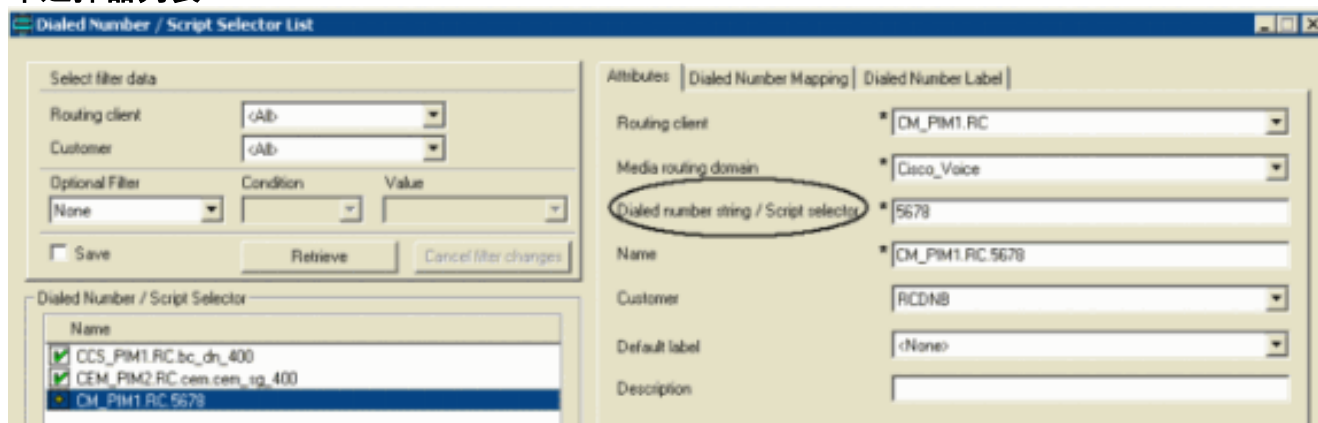 Dialed Number / Script Selector List
Select filter data
Routing client <All>
Customer <All>
Optional Filter Condition Value
None
Save Retrieve Cancel filter changes
Dialed Number / Script Selector
Name
CCS_PIM1.RC.bc_dn_400
CEM_PIM2.RC.cem.cem_sg_400
CM_PIM1.RC.5678
Attributes Dialed Number Mapping Dialed Number Label
Routing client * CM_PIM1.RC
Media routing domain * Cisco_Voice
Dialed number string / Script selector * 5678
Name * CM_PIM1.RC.5678
Customer RCDNB
Default label <None>
Description